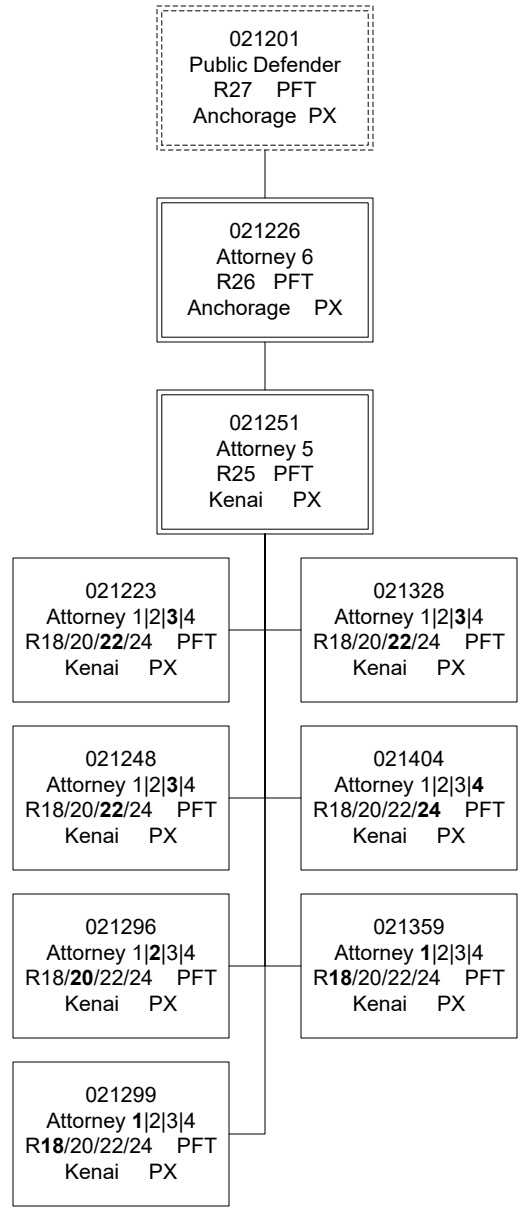 021201
Public Defender
R27 PFT
Anchorage PX
021226
Attorney 6
R26 PFT
Anchorage PX
021251
Attorney 5
R25 PFT
Kenai PX
021223
Attorney 1|2|3|4
R18/20/22/24 PFT
Kenai PX
021328
Attorney 1|2|3|4
R18/20/22/24 PFT
Kenai PX
021248
Attorney 1|2|3|4
R18/20/22/24 PFT
Kenai PX
021404
Attorney 1|2|3|4
R18/20/22/24 PFT
Kenai PX
021296
Attorney 1|2|3|4
R18/20/22/24 PFT
Kenai PX
021359
Attorney 1|2|3|4
R18/20/22/24 PFT
Kenai PX
021299
Attorney 1|2|3|4
R18/20/22/24 PFT
Kenai PX